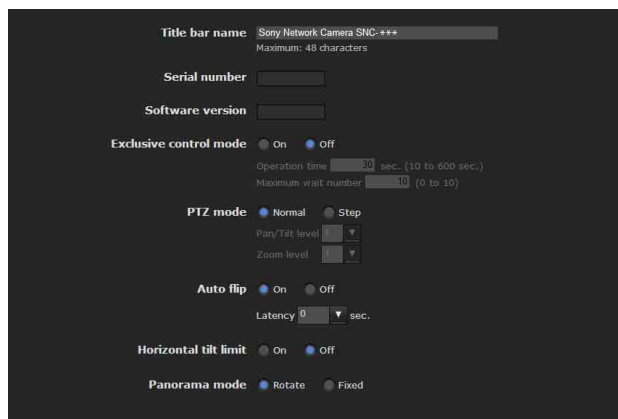 Title bar name Sony Network Camera SNC-***
Maximum: 48 characters
Serial number
Software version
Exclusive control mode On Off
Operation time 30 sec. (10 to 600 sec.)
Maximum wait number 10 (0 to 10)
PTZ mode Normal Step
Pan/Tilt level 1
Zoom level 1
Auto flip On Off
Latency 0 sec.
Horizontal tilt limit On Off
Panorama mode Rotate Fixed